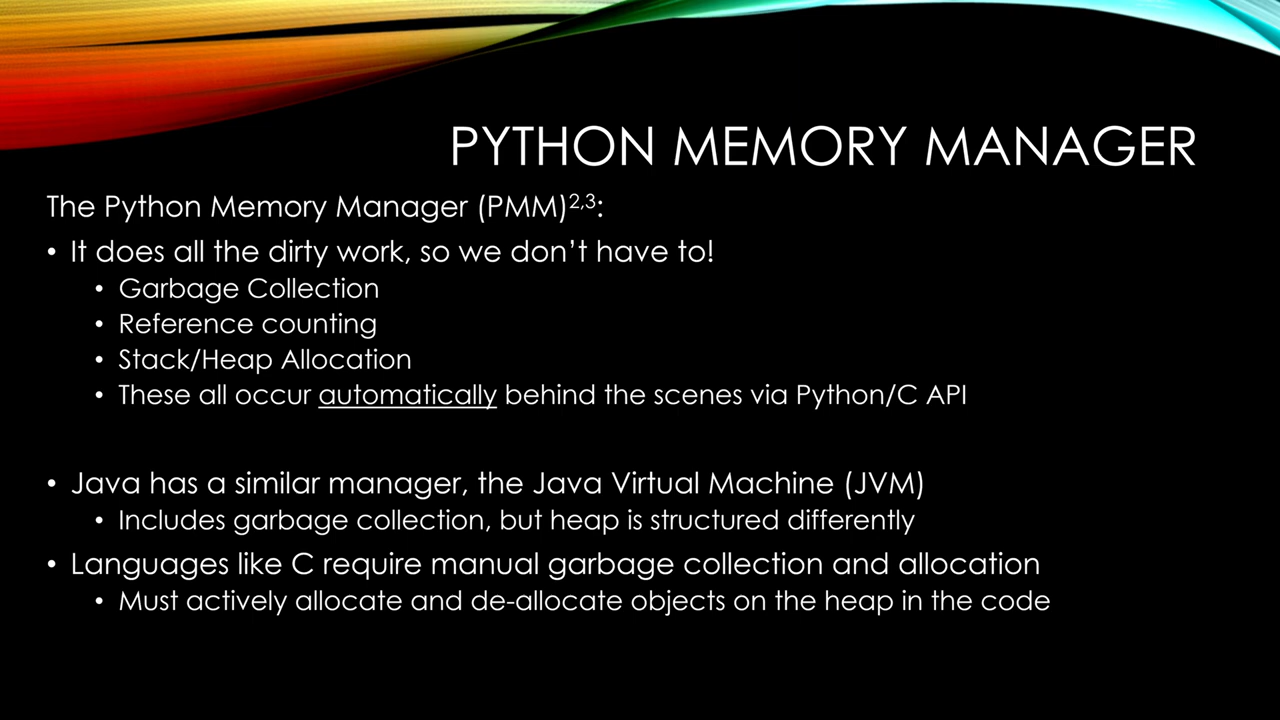 PYTHON MEMORY MANAGER
The Python Memory Manager (PMM)2,3:
• It does all the dirty work, so we don’t have to!
• Garbage Collection
• Reference counting
• Stack/Heap Allocation
• These all occur automatically behind the scenes via Python/C API
• Java has a similar manager, the Java Virtual Machine (JVM)
• Includes garbage collection, but heap is structured differently
• Languages like C require manual garbage collection and allocation
• Must actively allocate and de-allocate objects on the heap in the code